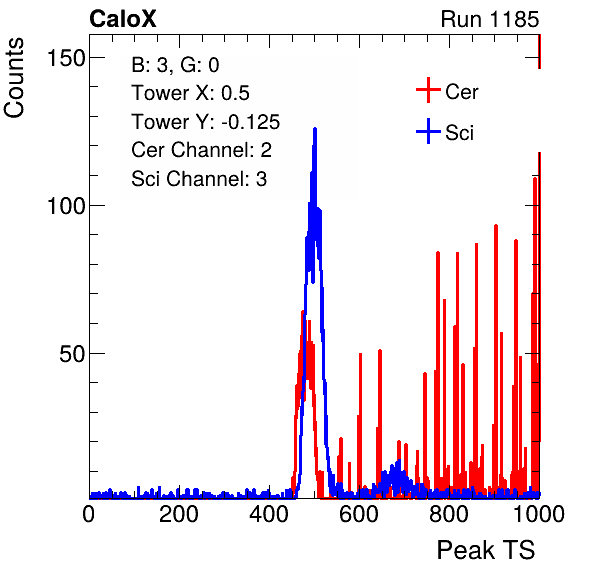 CaloX Run 1185
Counts
150
100
50
B: 3, G: 0
Tower X: 0.5
Tower Y: -0.125
Cer Channel: 2
Sci Channel: 3
Cer
Sci
0 200 400 600 800 1000
Peak TS